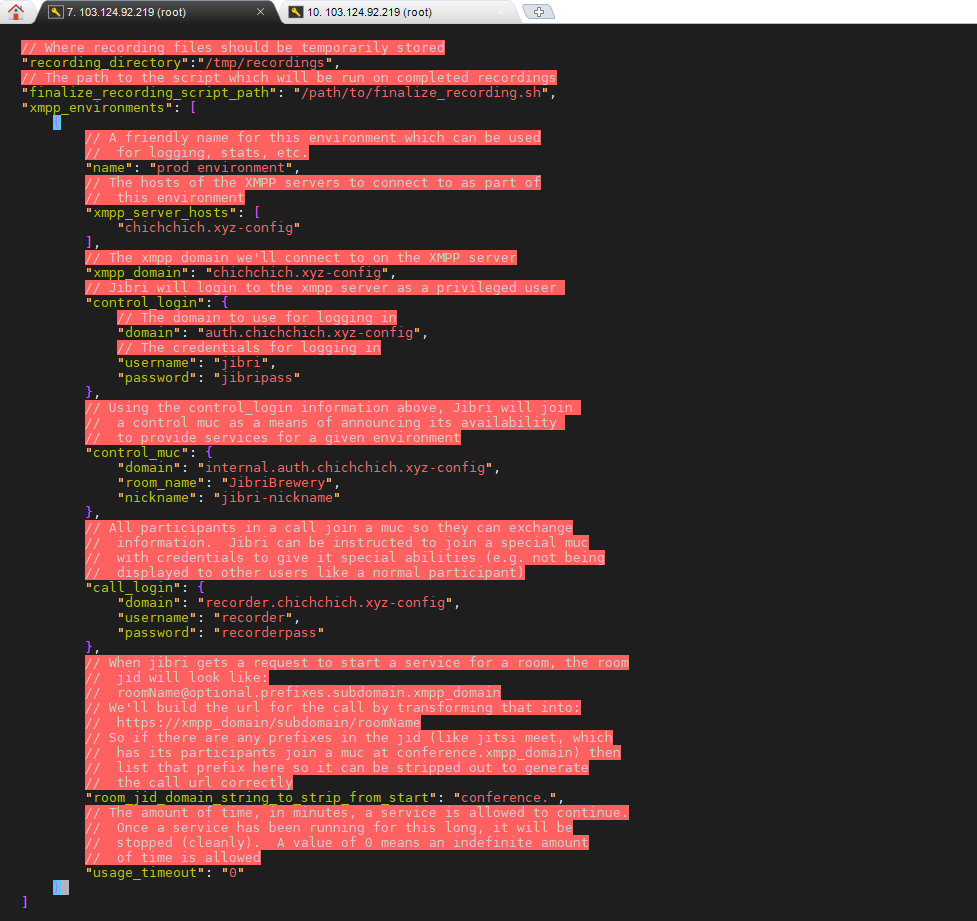 7. 103.124.92.219 (root)
10. 103.124.92.219 (root)
// Where recording files should be temporarily stored
"recording_directory":"/tmp/recordings",
// The path to the script which will be run on completed recordings
"finalize_recording_script_path": "/path/to/finalize_recording.sh",
"xmpp_environments": [
{
// A friendly name for this environment which can be used
//  for logging, stats, etc.
"name": "prod environment",
// The hosts of the XMPP servers to connect to as part of
//  this environment
"xmpp_server_hosts": [
"chichchich.xyz-config"
],
// The xmpp domain we'll connect to on the XMPP server
"xmpp_domain": "chichchich.xyz-config",
// Jibri will login to the xmpp server as a privileged user
"control_login": {
// The domain to use for logging in
"domain": "auth.chichchich.xyz-config",
// The credentials for logging in
"username": "jibri",
"password": "jibripass"
},
// Using the control_login information above, Jibri will join
//  a control muc as a means of announcing its availability
//  to provide services for a given environment
"control_muc": {
"domain": "internal.auth.chichchich.xyz-config",
"room_name": "JibriBrewery",
"nickname": "jibri-nickname"
},
// All participants in a call join a muc so they can exchange
//  information.  Jibri can be instructed to join a special muc
//  with credentials to give it special abilities (e.g. not being
//  displayed to other users like a normal participant)
"call_login": {
"domain": "recorder.chichchich.xyz-config",
"username": "recorder",
"password": "recorderpass"
},
// When jibri gets a request to start a service for a room, the room
//  jid will look like:
//  roomName@optional.prefixes.subdomain.xmpp_domain
// We'll build the url for the call by transforming that into:
//  https://xmpp_domain/subdomain/roomName
// So if there are any prefixes in the jid (like jitsi meet, which
//  has its participants join a muc at conference.xmpp_domain) then
//  list that prefix here so it can be stripped out to generate
//  the call url correctly
"room_jid_domain_string_to_strip_from_start": "conference.",
// The amount of time, in minutes, a service is allowed to continue.
//  Once a service has been running for this long, it will be
//  stopped (cleanly).  A value of 0 means an indefinite amount
//  of time is allowed
"usage_timeout": "0"
}
]